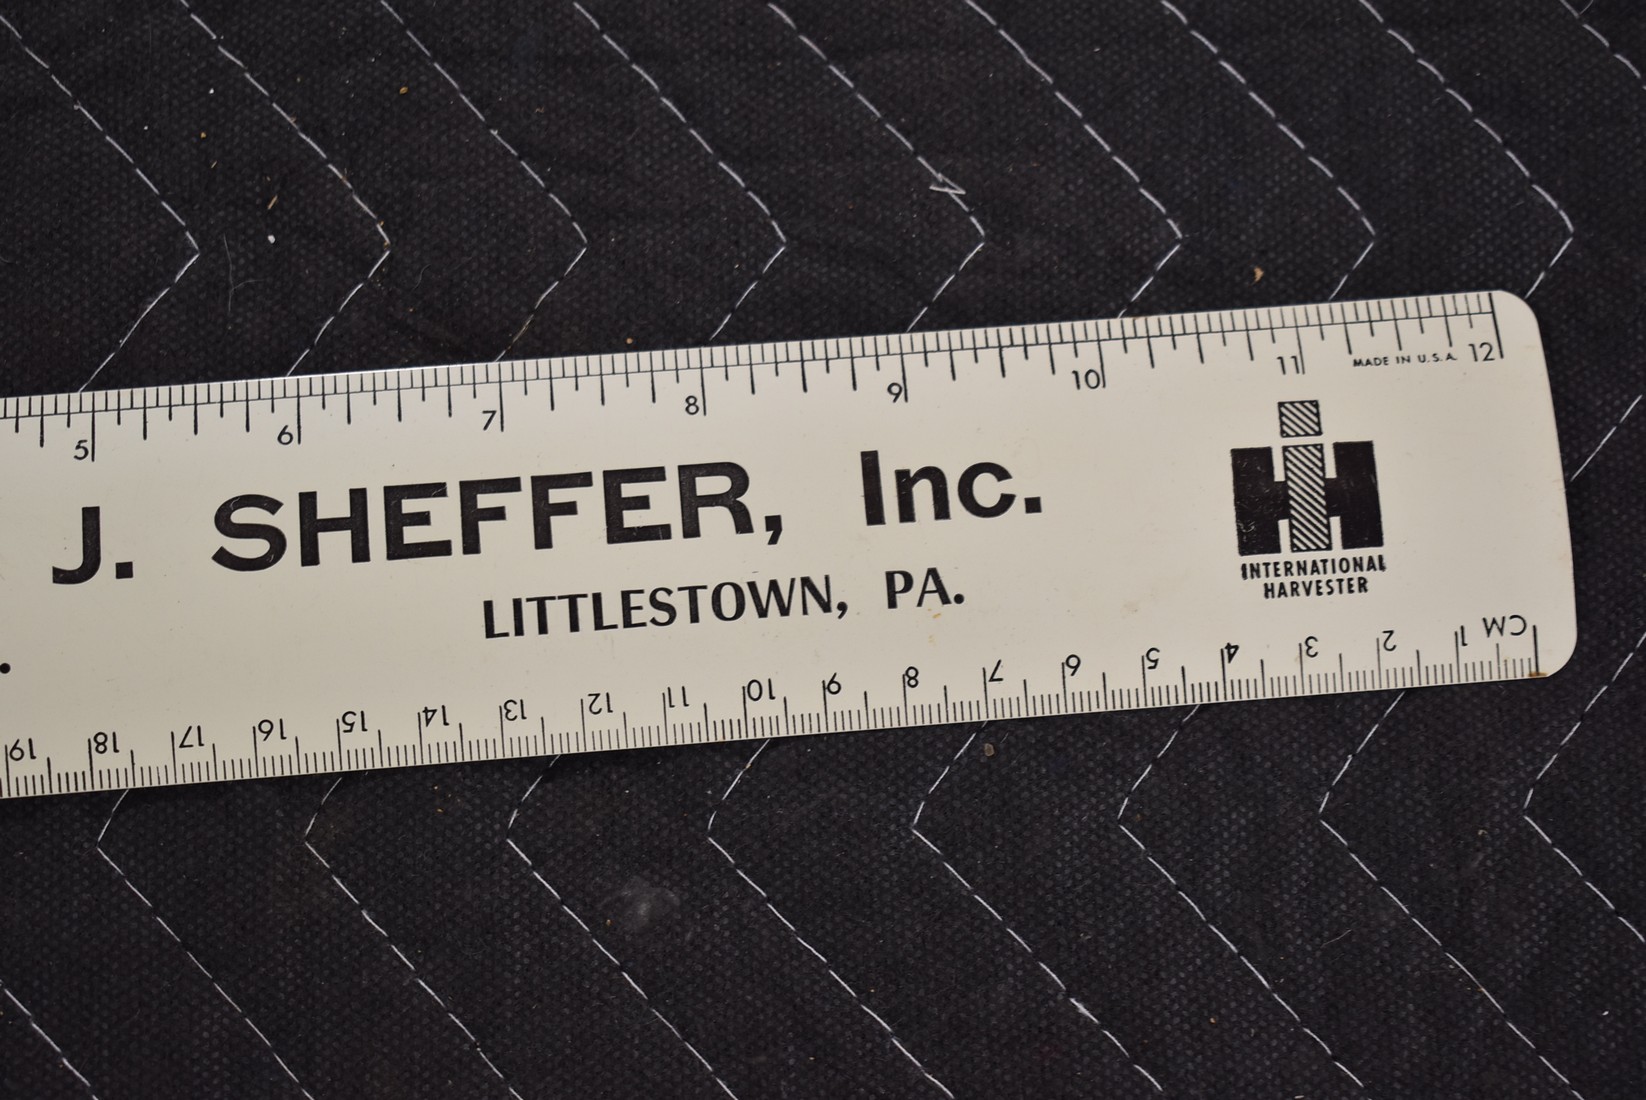 5 6 7 8 9 10 11 12
MADE IN U.S.A.
J. SHEFFER, Inc.
LITTLESTOWN, PA.
INTERNATIONAL
HARVESTER
CM 1 2 3 4 5 6 7 8 9 10 11 12 13 14 15 16 17 18 19